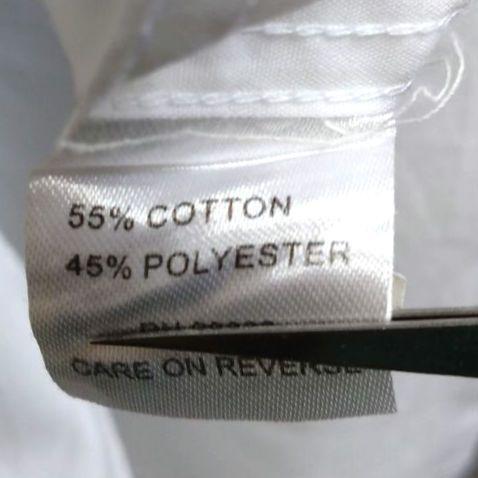 55% COTTON
45% POLYESTER
CARE ON REVERSE